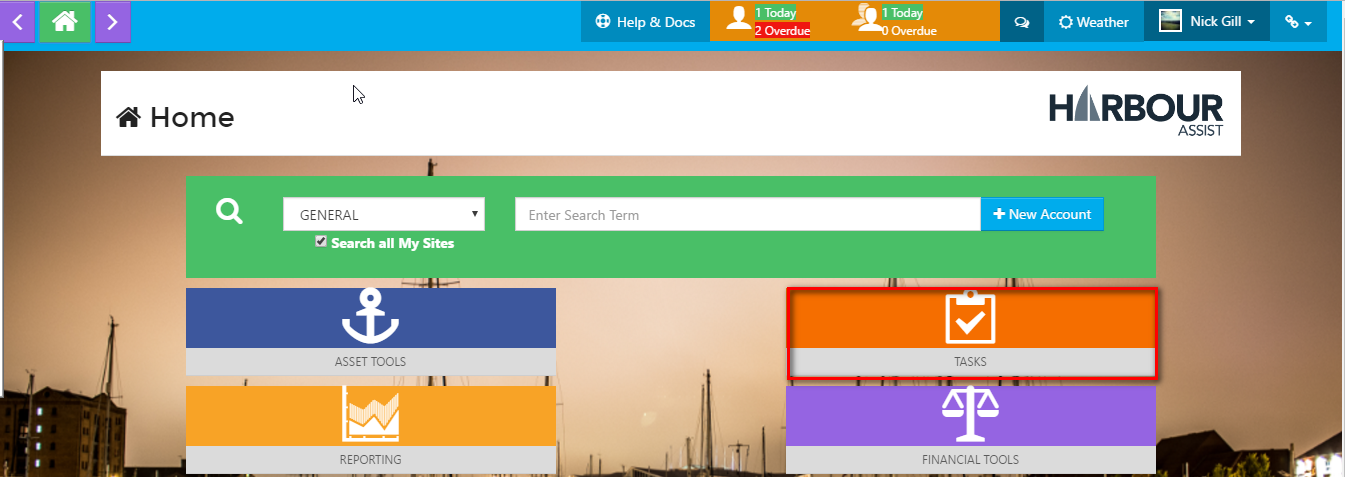 Help & Docs
1 Today
2 Overdue
1 Today
0 Overdue
Weather
Nick Gill
Home
HARBOUR
ASSIST
GENERAL
Enter Search Term
+ New Account
Search all My Sites
ASSET TOOLS
TASKS
REPORTING
FINANCIAL TOOLS